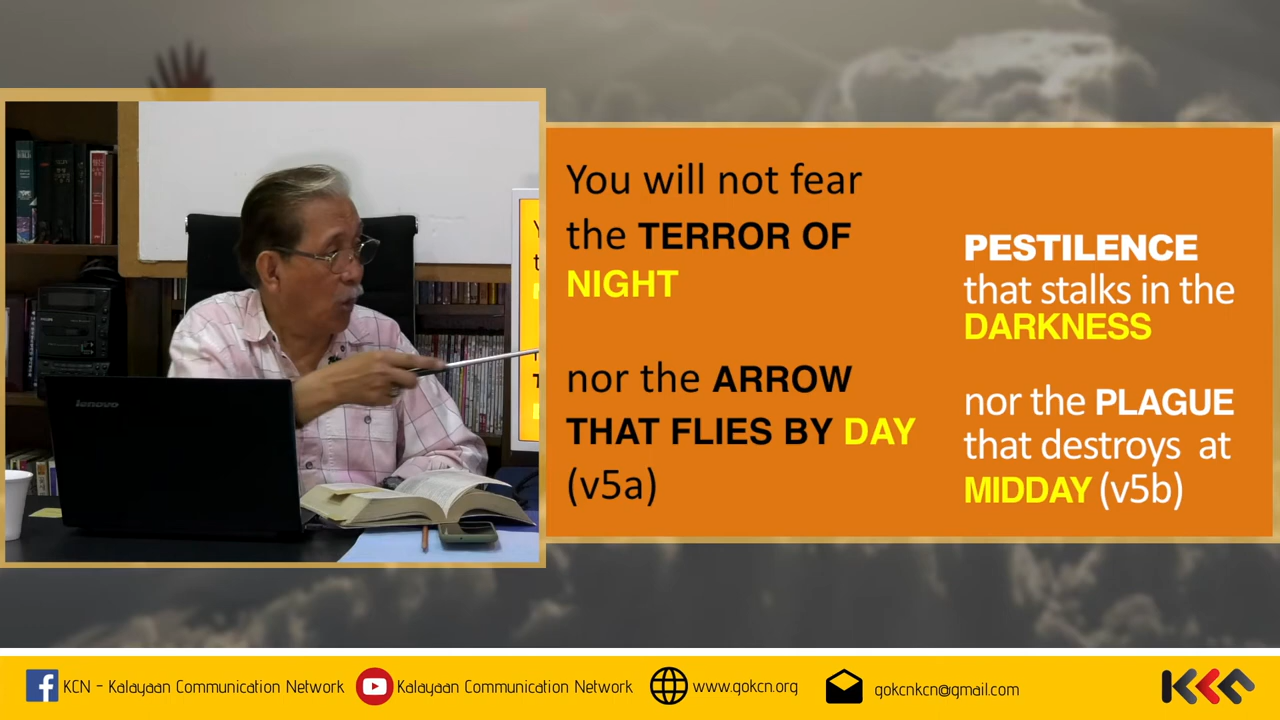 You will not fear
the TERROR OF
NIGHT
nor the ARROW
THAT FLIES BY DAY
(v5a)
PESTILENCE
that stalks in the
DARKNESS
nor the PLAGUE
that destroys at
MIDDAY (v5b)
lenovo
KCN - Kalayaan Communication Network
Kalayaan Communication Network
www.gokcn.org
gokcnkcn@gmail.com
KCN